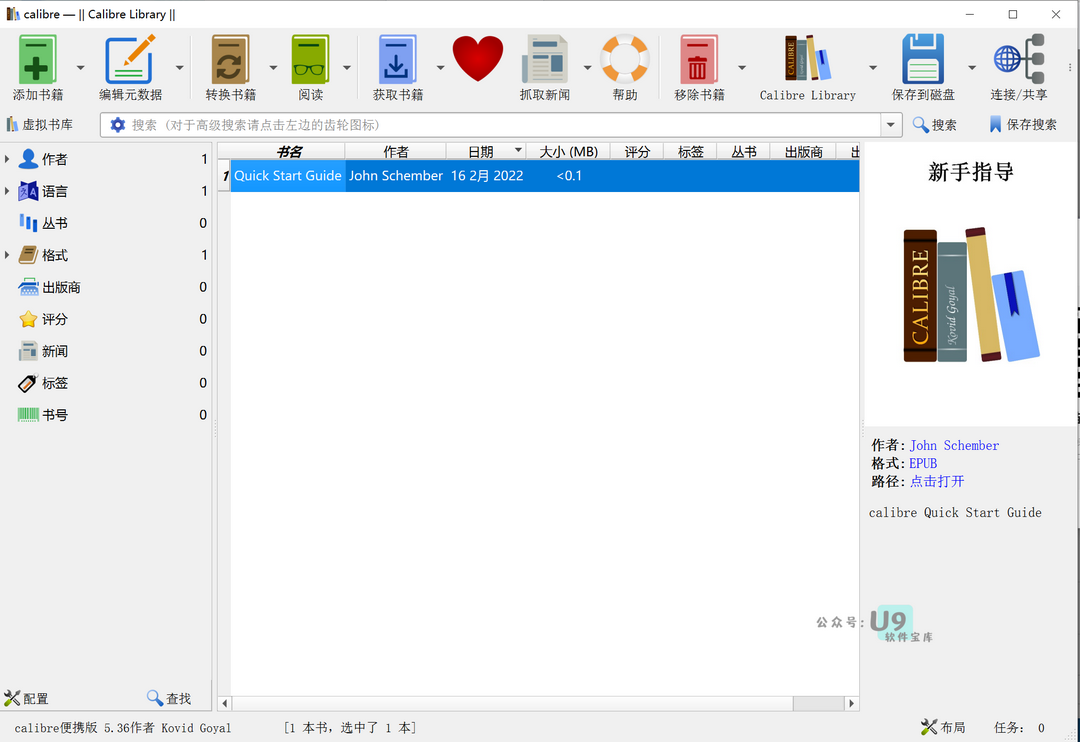 calibre — || Calibre Library ||
添加书籍 编辑元数据 转换书籍 阅读 获取书籍 抓取新闻 帮助 移除书籍 Calibre Library 保存到磁盘 连接/共享
虚拟书库 搜索 (对于高级搜索请点击左边的齿轮图标) 搜索 保存搜索
作者 1
语言 1
丛书 0
格式 1
出版商 0
评分 0
新闻 0
标签 0
书号 0
书名 作者 日期 大小 (MB) 评分 标签 丛书 出版商 出
1 Quick Start Guide John Schember 16 2月 2022 <0.1
新手指导
CALIBRE
Kovid Goyal
作者: John Schember
格式: EPUB
路径: 点击打开
calibre Quick Start Guide
公众号: U9
软件宝库
配置 查找
calibre便携版 5.36作者 Kovid Goyal [1 本书, 选中了 1 本] 布局 任务: 0